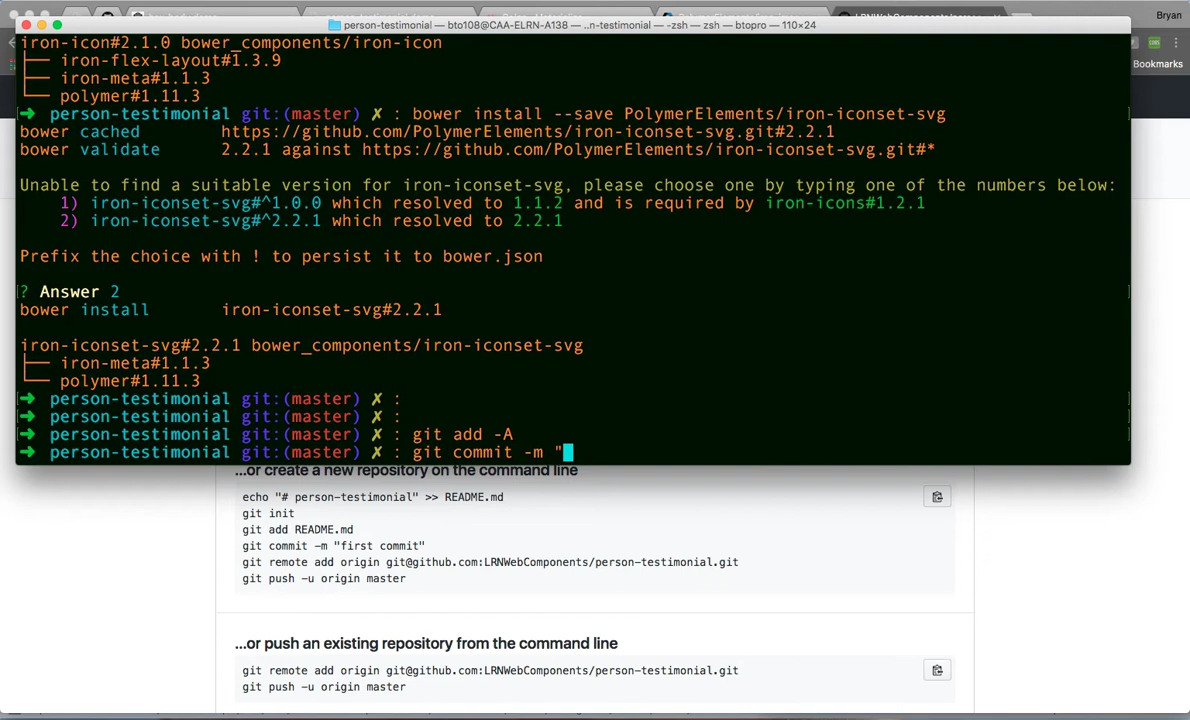 Bryan
person-testimonial — bto108@CAA-ELRN-A138 — ..n-testimonial — -zsh — zsh — btopro — 110×24
Bookmarks
iron-icon#2.1.0 bower_components/iron-icon
├── iron-flex-layout#1.3.9
├── iron-meta#1.1.3
└── polymer#1.11.3
➜ person-testimonial git:(master) ✗ : bower install --save PolymerElements/iron-iconset-svg
bower cached https://github.com/PolymerElements/iron-iconset-svg.git#2.2.1
bower validate 2.2.1 against https://github.com/PolymerElements/iron-iconset-svg.git#*
Unable to find a suitable version for iron-iconset-svg, please choose one by typing one of the numbers below:
1) iron-iconset-svg#^1.0.0 which resolved to 1.1.2 and is required by iron-icons#1.2.1
2) iron-iconset-svg#^2.2.1 which resolved to 2.2.1
Prefix the choice with ! to persist it to bower.json
? Answer 2
bower install iron-iconset-svg#2.2.1
iron-iconset-svg#2.2.1 bower_components/iron-iconset-svg
├── iron-meta#1.1.3
└── polymer#1.11.3
➜ person-testimonial git:(master) ✗ :
➜ person-testimonial git:(master) ✗ :
➜ person-testimonial git:(master) ✗ : git add -A
➜ person-testimonial git:(master) ✗ : git commit -m "
...or create a new repository on the command line
echo "# person-testimonial" >> README.md
git init
git add README.md
git commit -m "first commit"
git remote add origin git@github.com:LRNWebComponents/person-testimonial.git
git push -u origin master
...or push an existing repository from the command line
git remote add origin git@github.com:LRNWebComponents/person-testimonial.git
git push -u origin master